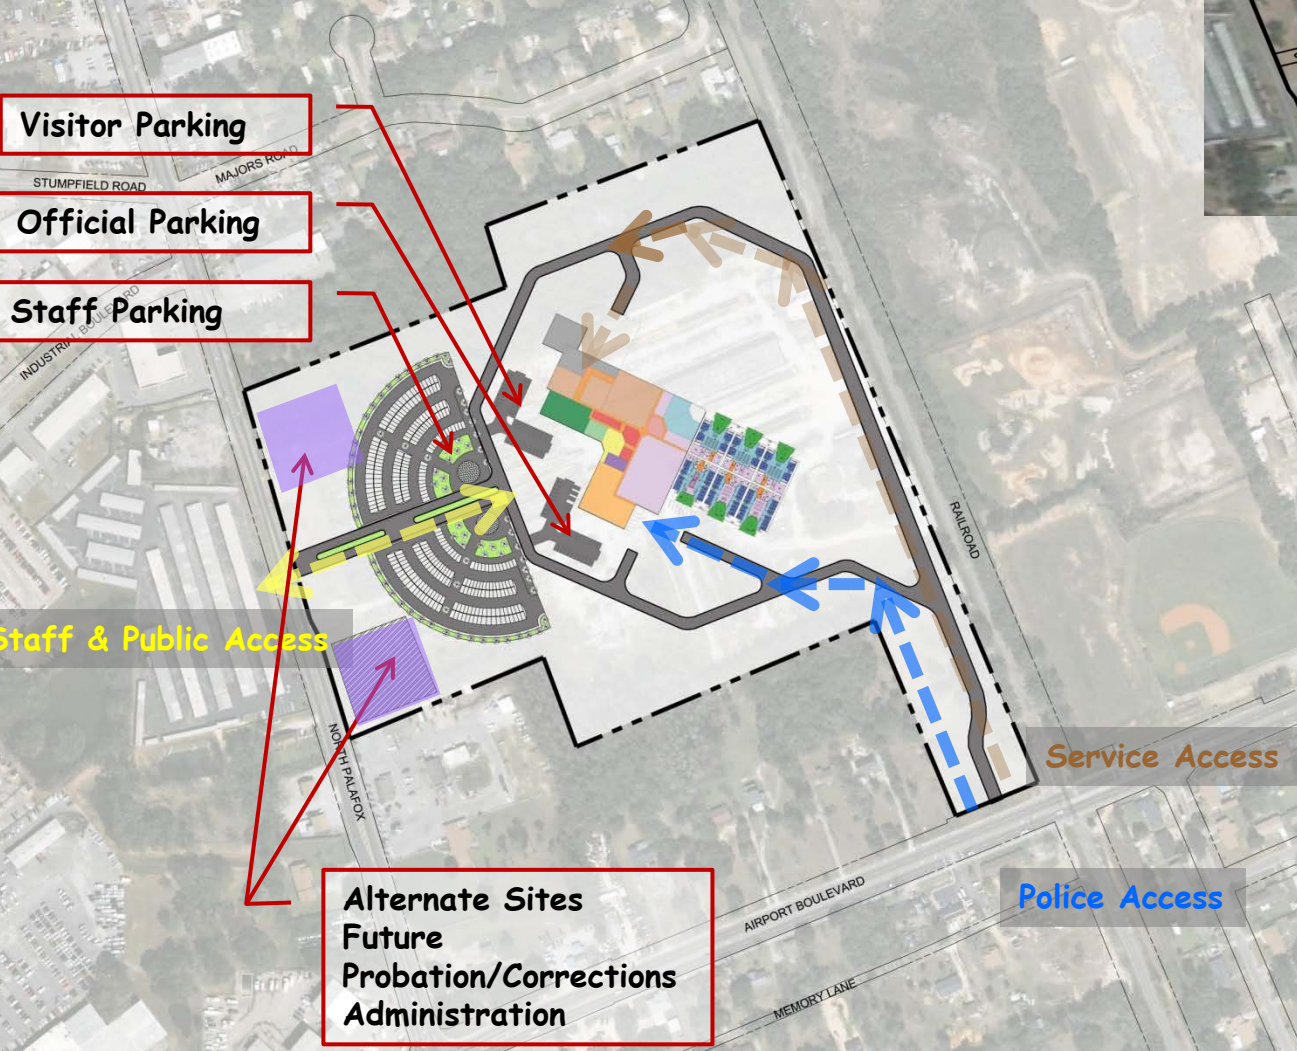 Visitor Parking
MAJORS ROAD
STUMPFIELD ROAD
Official Parking
Staff Parking
INDUSTRIAL BOULEVARD
RAILROAD
Staff & Public Access
NORTH PALAFOX
Service Access
Alternate Sites
Future
Probation/Corrections
Administration
AIRPORT BOULEVARD
Police Access
MEMORY LANE